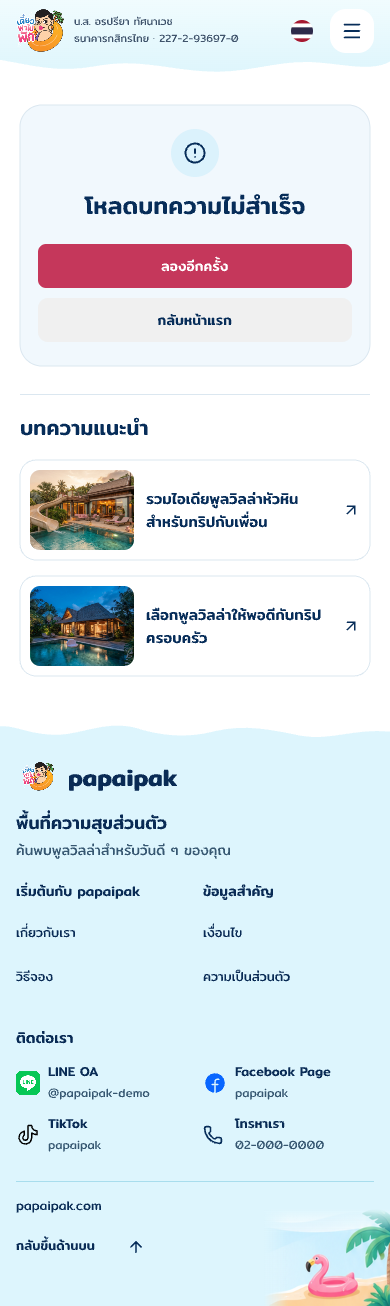 น.ส. อรปรียา ทัศนาเวช
ธนาคารกสิกรไทย · 227-2-93697-0
โหลดบทความไม่สำเร็จ
ลองอีกครั้ง
กลับหน้าแรก
บทความแนะนำ
รวมไอเดียพูลวิลล่าหัวหิน
สำหรับทริปกับเพื่อน
เลือกพูลวิลล่าให้พอดีกับทริป
ครอบครัว
papaipak
พื้นที่ความสุขส่วนตัว
ค้นพบพูลวิลล่าสำหรับวันดี ๆ ของคุณ
เริ่มต้นกับ papaipak
ข้อมูลสำคัญ
เกี่ยวกับเรา
เงื่อนไข
วิธีจอง
ความเป็นส่วนตัว
ติดต่อเรา
LINE OA
@papaipak-demo
Facebook Page
papaipak
TikTok
papaipak
โทรหาเรา
02-000-0000
papaipak.com
กลับขึ้นด้านบน